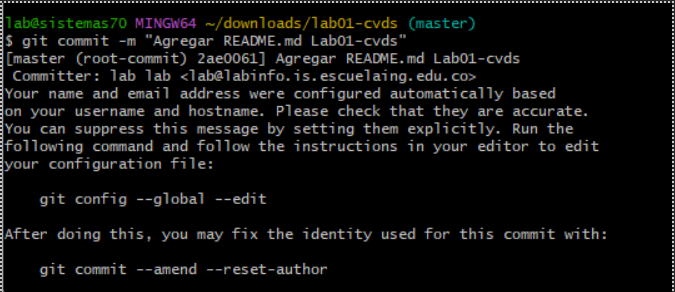 lab@sistemas70 MINGW64 ~/downloads/lab01-cvds (master)
$ git commit -m "Agregar README.md Lab01-cvds"
[master (root-commit) 2ae0061] Agregar README.md Lab01-cvds
 Committer: lab lab <lab@labinfo.is.escuelaing.edu.co>
Your name and email address were configured automatically based
on your username and hostname. Please check that they are accurate.
You can suppress this message by setting them explicitly. Run the
following command and follow the instructions in your editor to edit
your configuration file:

    git config --global --edit

After doing this, you may fix the identity used for this commit with:

    git commit --amend --reset-author